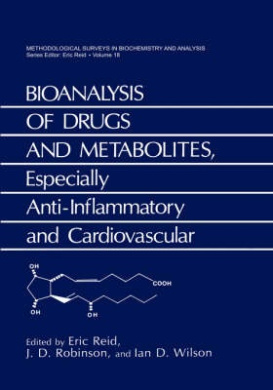 METHODOLOGICAL SURVEYS IN BIOCHEMISTRY AND ANALYSIS
Series Editor: Eric Reid • Volume 18
BIOANALYSIS
OF DRUGS
AND METABOLITES,
Especially
Anti-Inflammatory
and Cardiovascular
OH
COOH
OH
OH
Edited by Eric Reid,
J. D. Robinson, and Ian D. Wilson